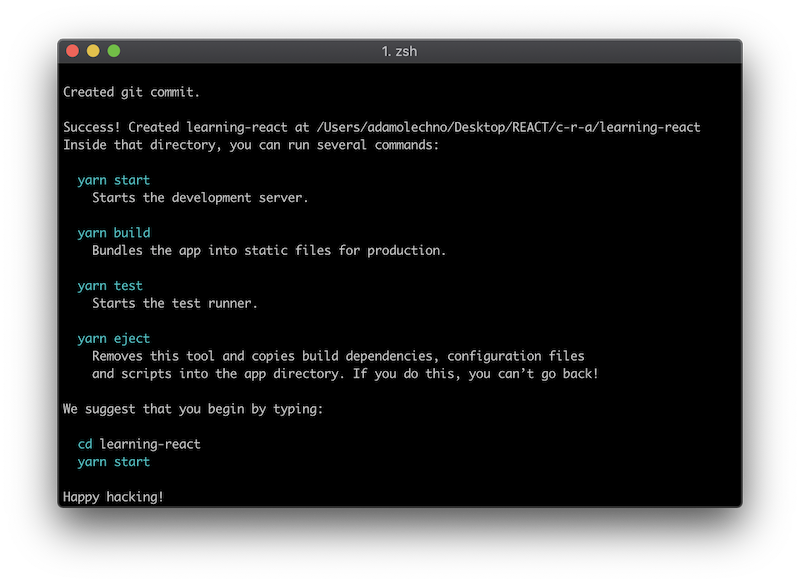 1. zsh
Created git commit.
Success! Created learning-react at /Users/adamolechno/Desktop/REACT/c-r-a/learning-react
Inside that directory, you can run several commands:
yarn start
Starts the development server.
yarn build
Bundles the app into static files for production.
yarn test
Starts the test runner.
yarn eject
Removes this tool and copies build dependencies, configuration files
and scripts into the app directory. If you do this, you can’t go back!
We suggest that you begin by typing:
cd learning-react
yarn start
Happy hacking!